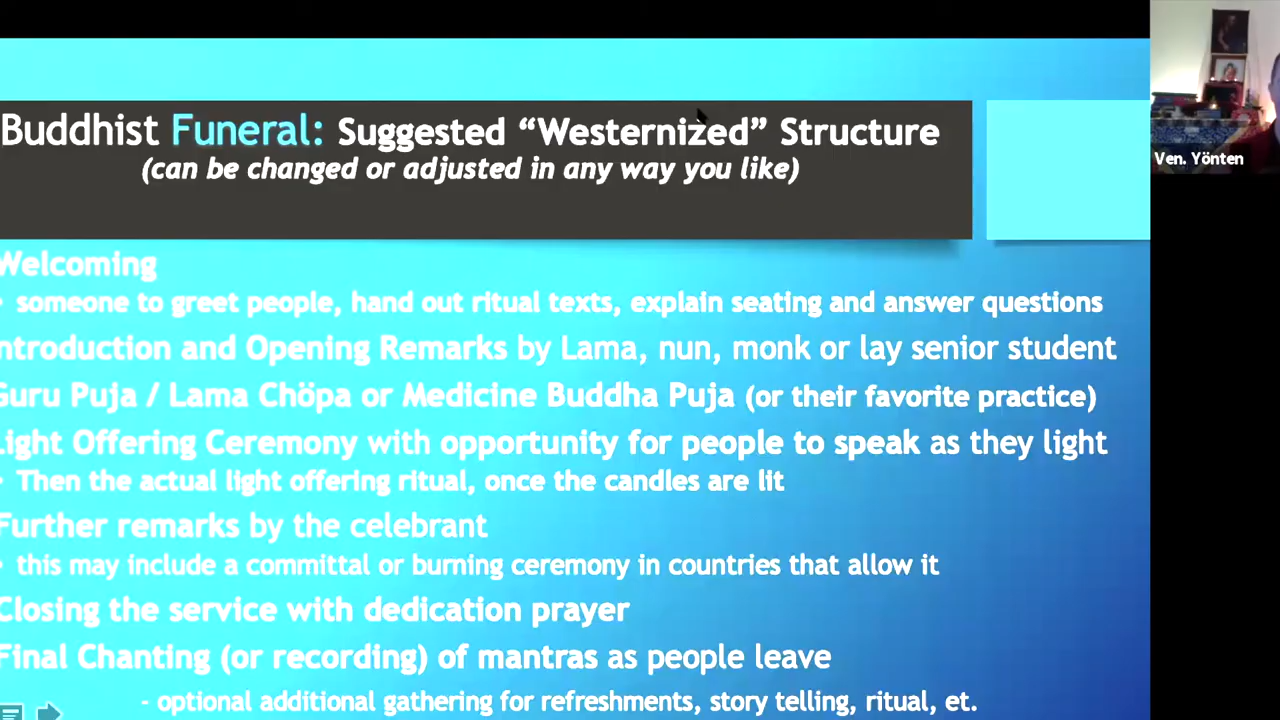 Buddhist Funeral: Suggested “Westernized” Structure
(can be changed or adjusted in any way you like)
Ven. Yönten
Welcoming
• someone to greet people, hand out ritual texts, explain seating and answer questions
ntroduction and Opening Remarks by Lama, nun, monk or lay senior student
Guru Puja / Lama Chöpa or Medicine Buddha Puja (or their favorite practice)
Light Offering Ceremony with opportunity for people to speak as they light
• Then the actual light offering ritual, once the candles are lit
Further remarks by the celebrant
• this may include a committal or burning ceremony in countries that allow it
Closing the service with dedication prayer
Final Chanting (or recording) of mantras as people leave
- optional additional gathering for refreshments, story telling, ritual, et.